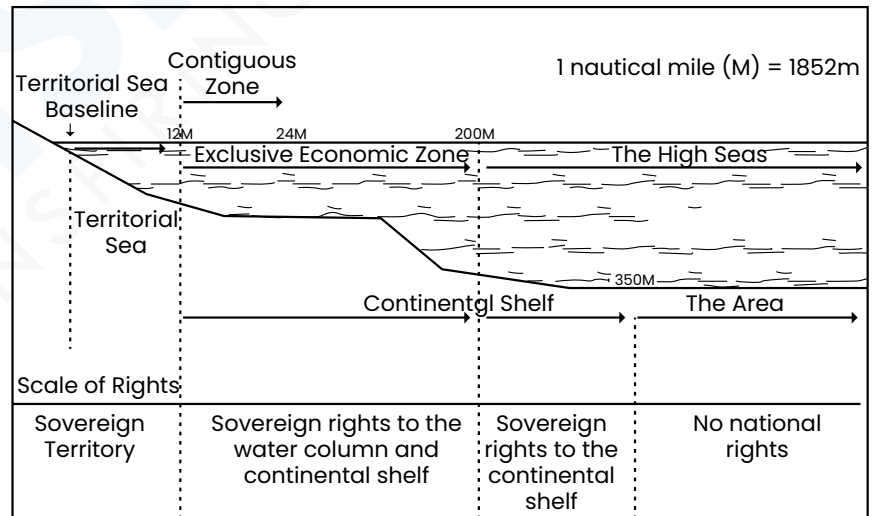 Contiguous
Zone
1 nautical mile (M) = 1852m
Territorial Sea
Baseline
12M
24M
200M
Exclusive Economic Zone
The High Seas
Territorial
Sea
350M
Continental Shelf
The Area
Scale of Rights
Sovereign
Territory
Sovereign rights to the
water column and
continental shelf
Sovereign
rights to the
continental
shelf
No national
rights